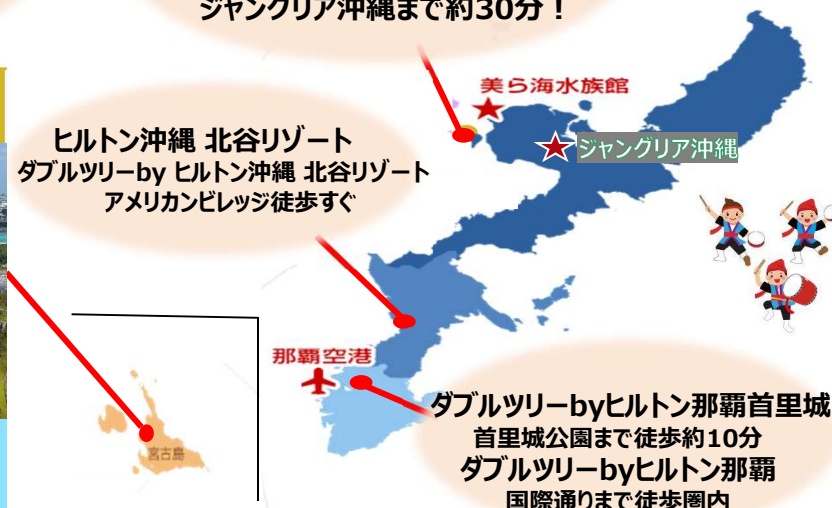 ジャングリア沖縄まで約30分！
美ら海水族館
ジャングリア沖縄
ヒルトン沖縄 北谷リゾート
ダブルツリーby ヒルトン沖縄 北谷リゾート
アメリカンビレッジ徒歩すぐ
那覇空港
宮古島
ダブルツリーbyヒルトン那覇首里城
首里城公園まで徒歩約10分
ダブルツリーbyヒルトン那覇
国際通りまで徒歩圏内